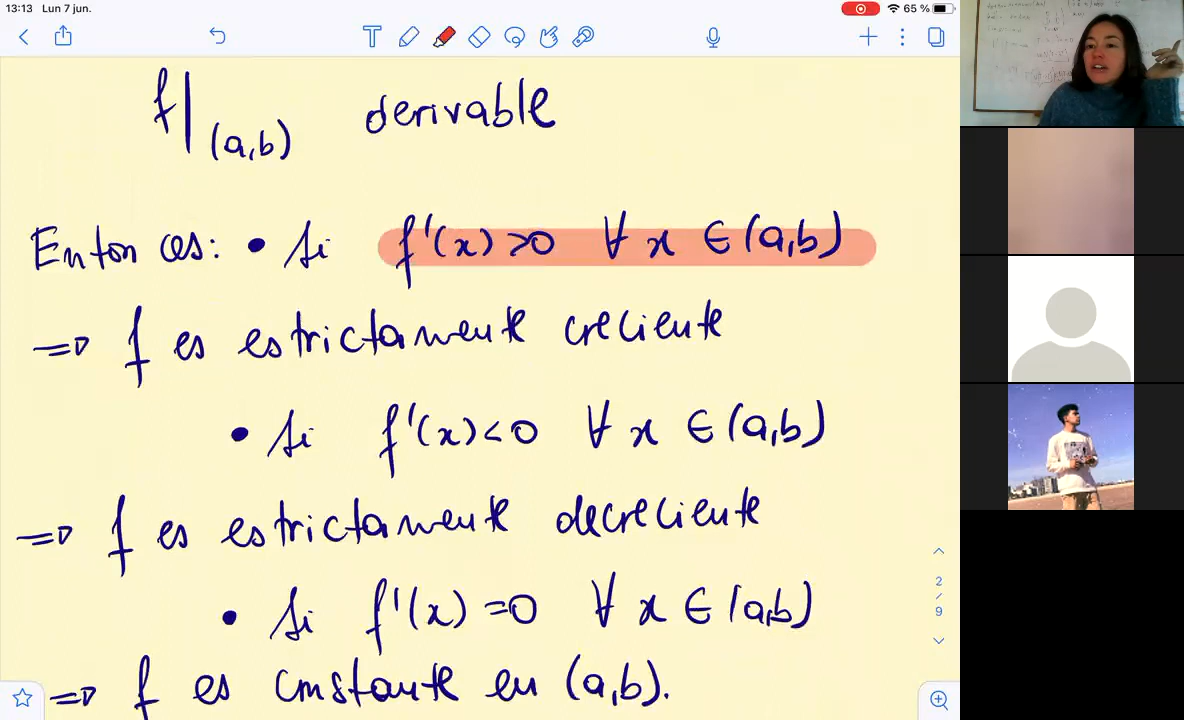 13:13 Lun 7 jun.
65 %
f|(a,b) derivable
Entonces: • Si f'(x) >0 ∀ x ∈ (a,b)
⇒ f es estrictamente creciente
• Si f'(x) <0 ∀ x ∈ (a,b)
⇒ f es estrictamente decreciente
• Si f'(x) =0 ∀ x ∈ (a,b)
⇒ f es constante en (a,b).
2
/
9